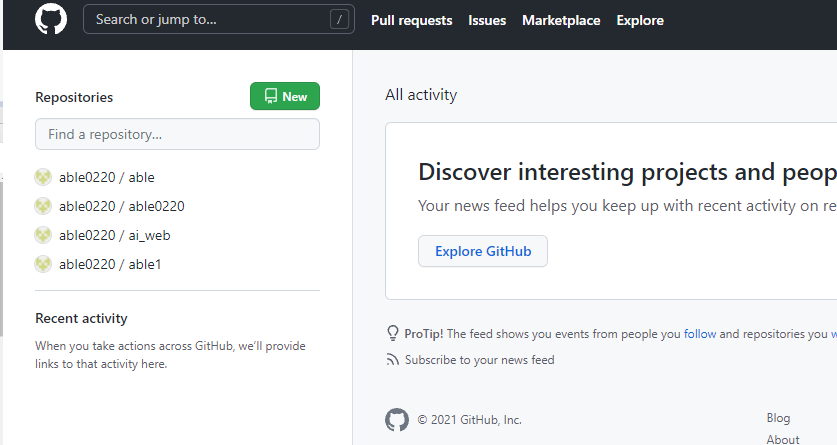 Search or jump to...
/
Pull requests
Issues
Marketplace
Explore
Repositories
New
Find a repository...
able0220 / able
able0220 / able0220
able0220 / ai_web
able0220 / able1
Recent activity
When you take actions across GitHub, we'll provide
links to that activity here.
All activity
Discover interesting projects and peop
Your news feed helps you keep up with recent activity on re
Explore GitHub
ProTip! The feed shows you events from people you follow and repositories you w
Subscribe to your news feed
© 2021 GitHub, Inc.
Blog
About